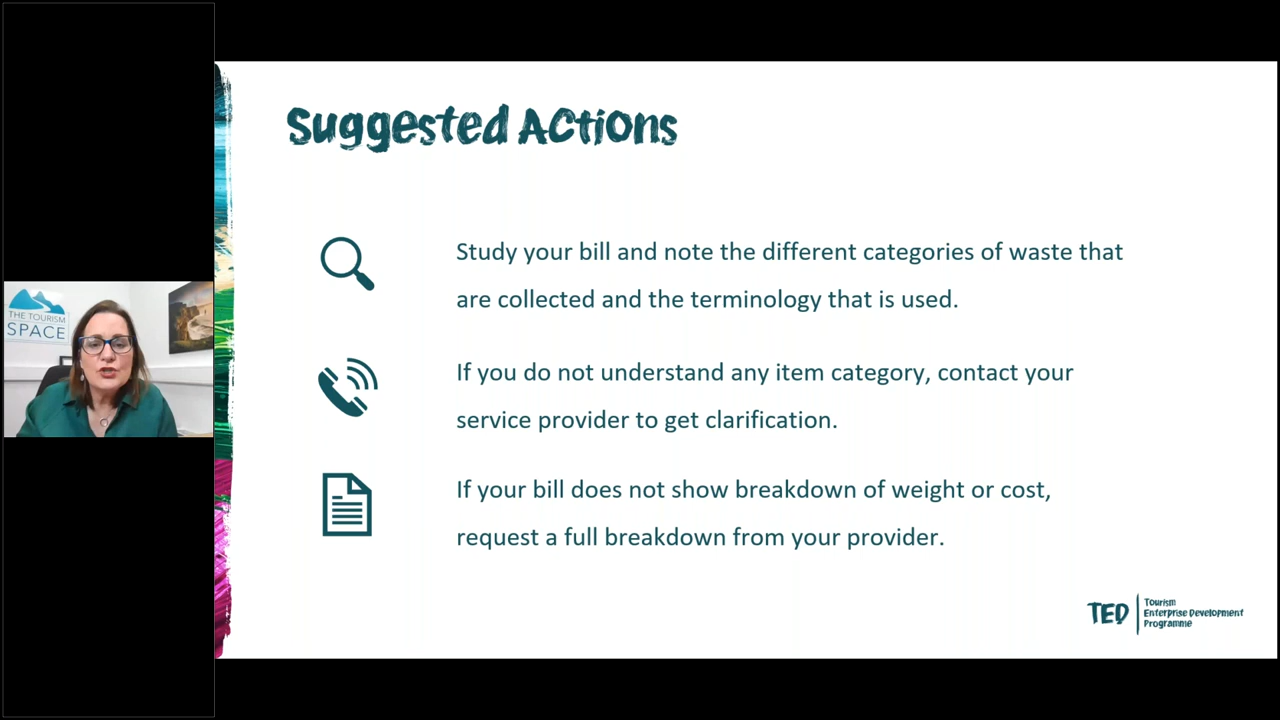 Suggested Actions
THE TOURISM
SPACE
Study your bill and note the different categories of waste that
are collected and the terminology that is used.
If you do not understand any item category, contact your
service provider to get clarification.
If your bill does not show breakdown of weight or cost,
request a full breakdown from your provider.
TED
Tourism
Enterprise Development
Programme